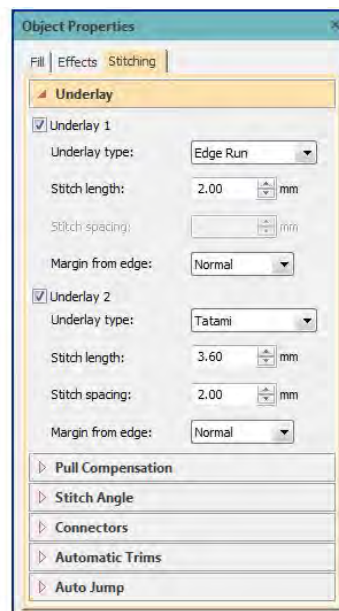 Object Properties
Fill Effects Stitching
Underlay
Underlay 1
Underlay type: Edge Run
Stitch length: 2.00 mm
Stitch spacing: mm
Margin from edge: Normal
Underlay 2
Underlay type: Tatami
Stitch length: 3.60 mm
Stitch spacing: 2.00 mm
Margin from edge: Normal
Pull Compensation
Stitch Angle
Connectors
Automatic Trims
Auto Jump